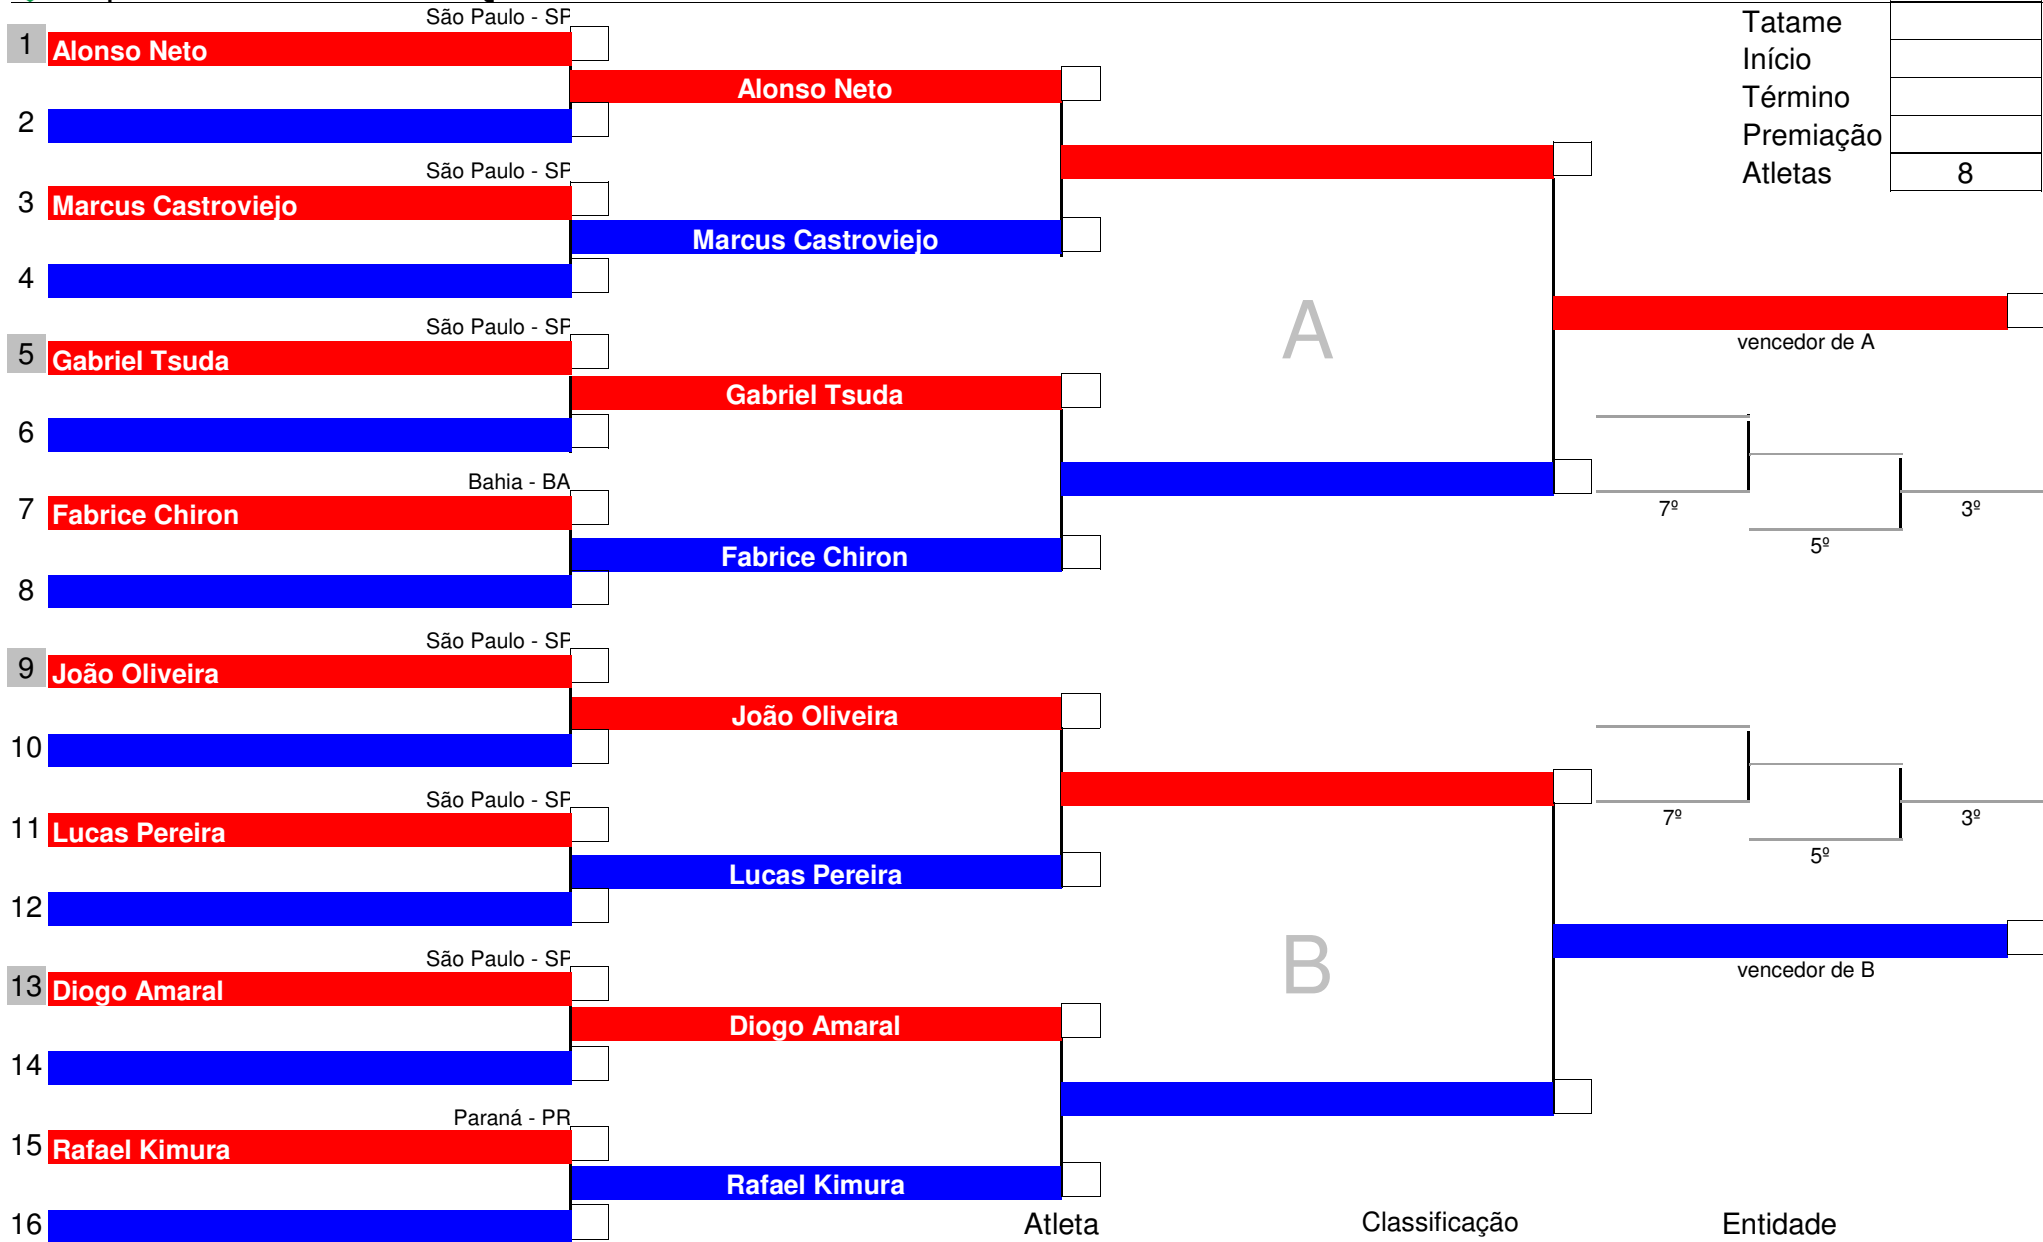 São Paulo - SP
Tatame
1 Alonso Neto
Início
Alonso Neto
Término
2
Premiação
São Paulo - SP
Atletas 8
3 Marcus Castroviejo
Marcus Castroviejo
4
A
São Paulo - SP
vencedor de A
5 Gabriel Tsuda
Gabriel Tsuda
6
Bahia - BA
7º 3º
7 Fabrice Chiron
5º
Fabrice Chiron
8
São Paulo - SP
9 João Oliveira
João Oliveira
10
São Paulo - SP
7º 3º
11 Lucas Pereira
5º
Lucas Pereira
12
São Paulo - SP
B
vencedor de B
13 Diogo Amaral
Diogo Amaral
14
Paraná - PR
15 Rafael Kimura
Rafael Kimura
16
Atleta Classificação Entidade